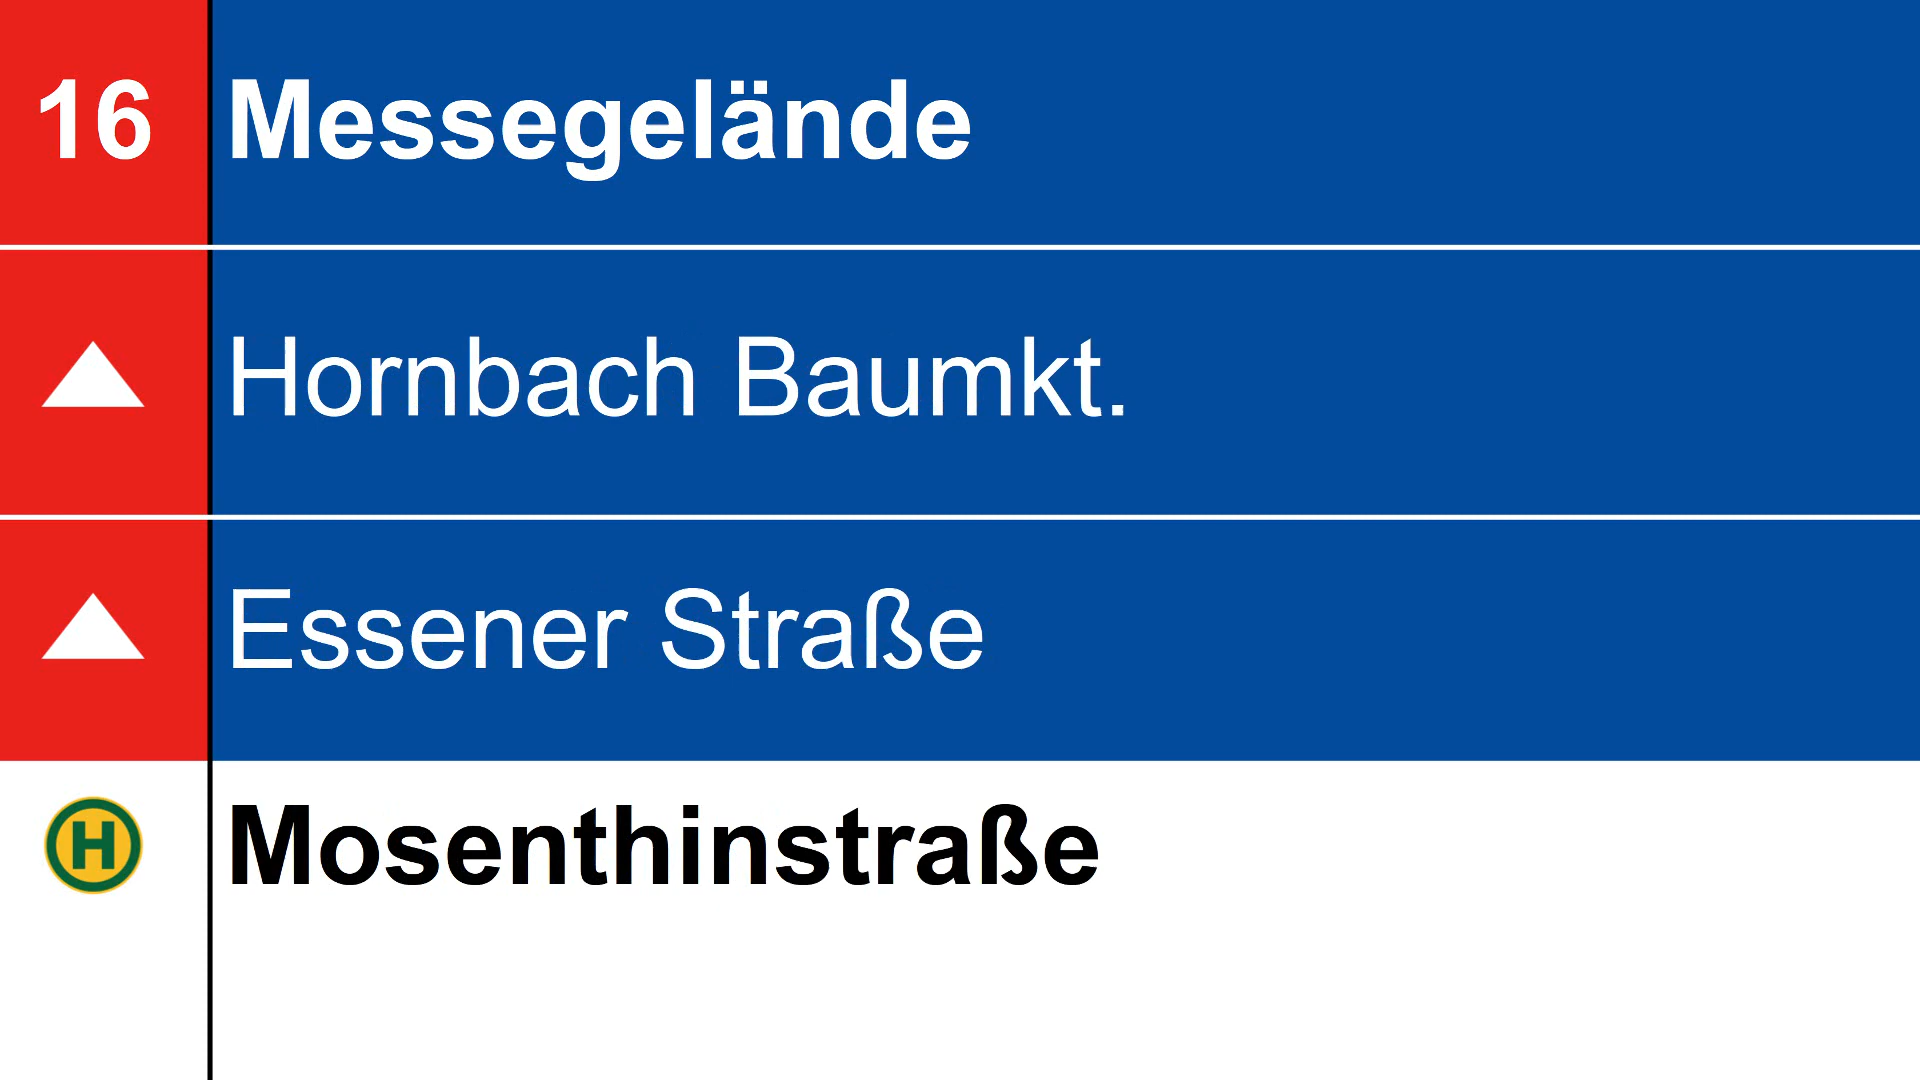 16 Messegelände
Hornbach Baumkt.
Essener Straße
H Mosenthinstraße